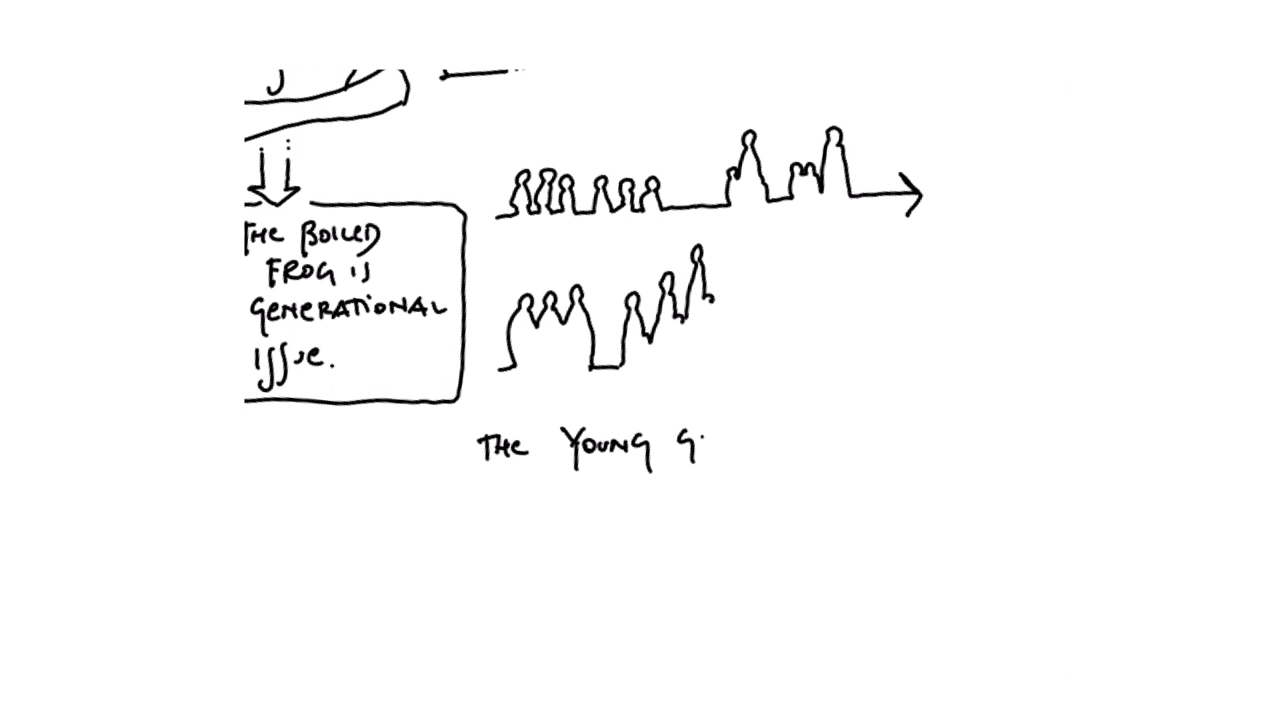 THE BOILED
FROG IS
GENERATIONAL
ISSUE.
THE YOUNG G